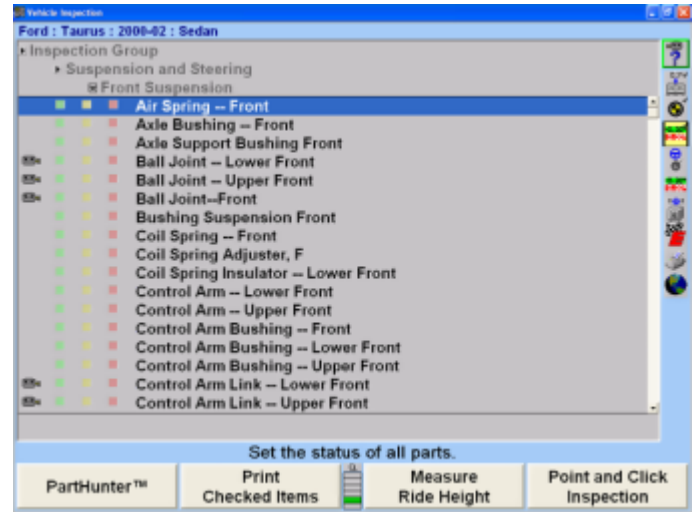 Vehicle Inspection
Ford : Taurus : 2000-02 : Sedan
Inspection Group
Suspension and Steering
Front Suspension
Air Spring -- Front
Axle Bushing -- Front
Axle Support Bushing Front
Ball Joint -- Lower Front
Ball Joint -- Upper Front
Ball Joint--Front
Bushing Suspension Front
Coil Spring -- Front
Coil Spring Adjuster, F
Coil Spring Insulator -- Lower Front
Control Arm -- Lower Front
Control Arm -- Upper Front
Control Arm Bushing -- Front
Control Arm Bushing -- Lower Front
Control Arm Bushing -- Upper Front
Control Arm Link -- Lower Front
Control Arm Link -- Upper Front
Set the status of all parts.
PartHunter™
Print
Checked Items
Measure
Ride Height
Point and Click
Inspection